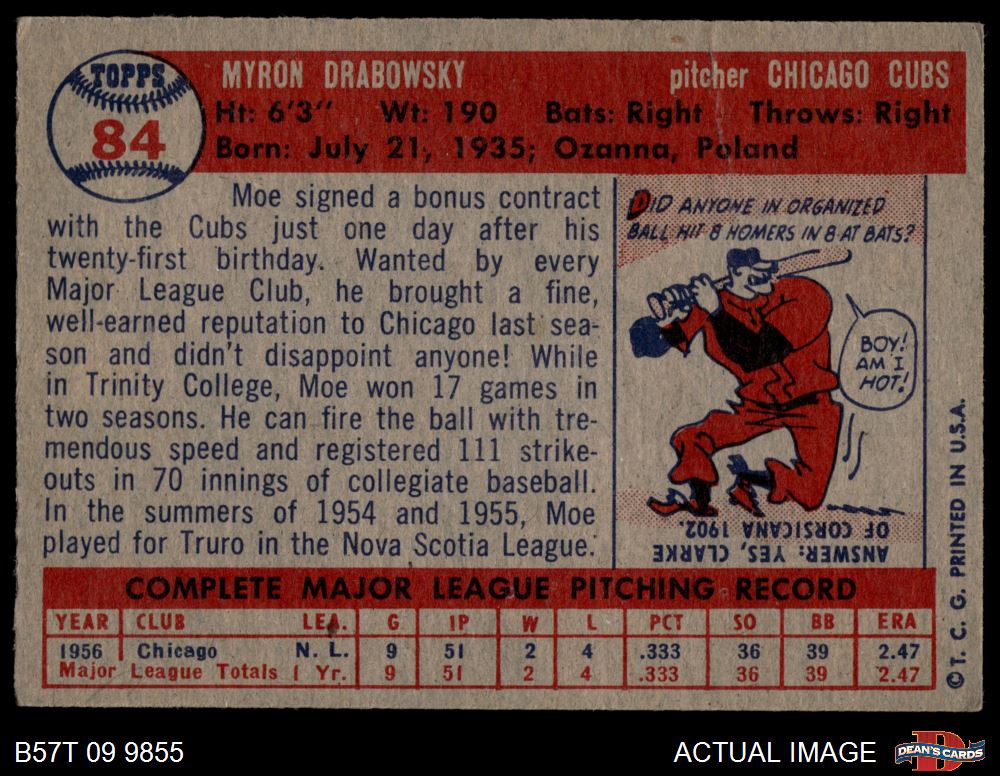 TOPPS
84
MYRON DRABOWSKY pitcher CHICAGO CUBS
Ht: 6'3" Wt: 190 Bats: Right Throws: Right
Born: July 21, 1935; Ozanna, Poland
Moe signed a bonus contract
with the Cubs just one day after his
twenty-first birthday. Wanted by every
Major League Club, he brought a fine,
well-earned reputation to Chicago last sea-
son and didn't disappoint anyone! While
in Trinity College, Moe won 17 games in
two seasons. He can fire the ball with tre-
mendous speed and registered 111 strike-
outs in 70 innings of collegiate baseball.
In the summers of 1954 and 1955, Moe
played for Truro in the Nova Scotia League.
DID ANYONE IN ORGANIZED
BALL HIT 8 HOMERS IN 8 AT BATS?
BOY!
AM I
HOT!
ANSWER: YES, CLARKE
OF CORSICANA 1902.
COMPLETE MAJOR LEAGUE PITCHING RECORD
YEAR CLUB LEA. G IP W L PCT SO BB ERA
1956 Chicago N. L. 9 51 2 4 .333 36 39 2.47
Major League Totals 1 Yr. 9 51 2 4 .333 36 39 2.47
© T. C. G. PRINTED IN U.S.A.
B57T 09 9855
ACTUAL IMAGE
D
DEAN'S CARDS